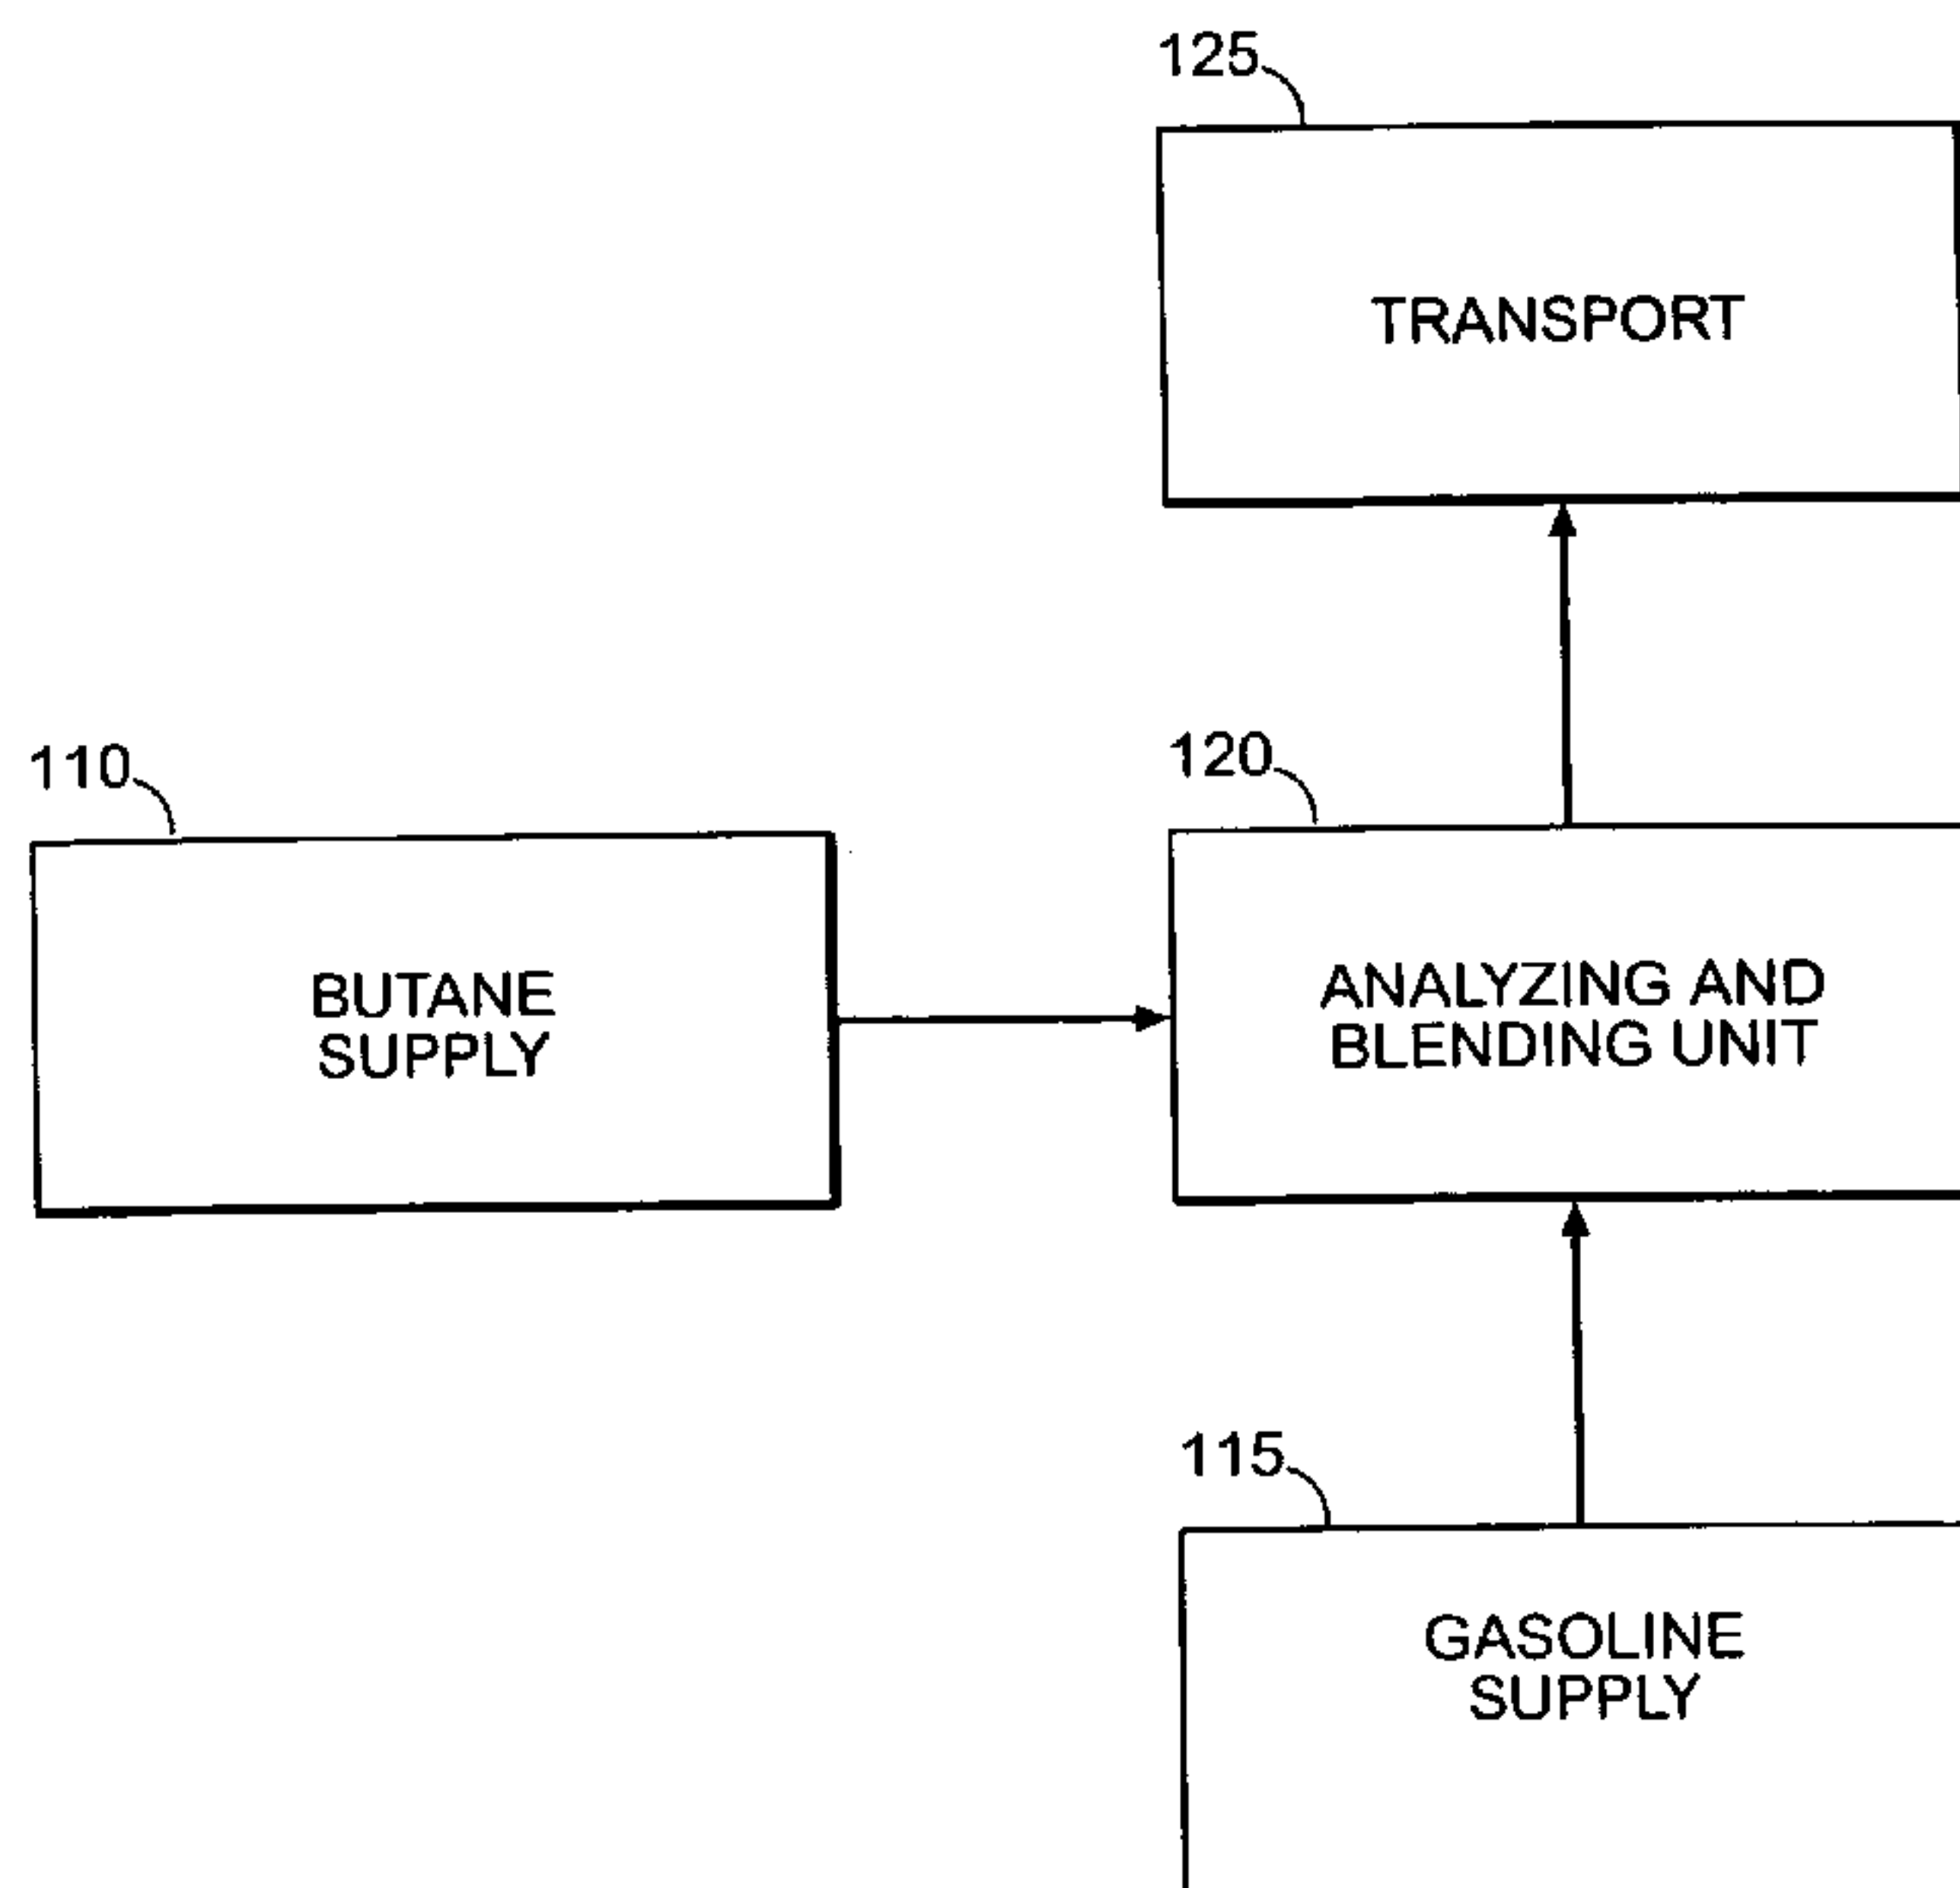 125
TRANSPORT
110
120
BUTANE
SUPPLY
ANALYZING AND
BLENDING UNIT
115
GASOLINE
SUPPLY